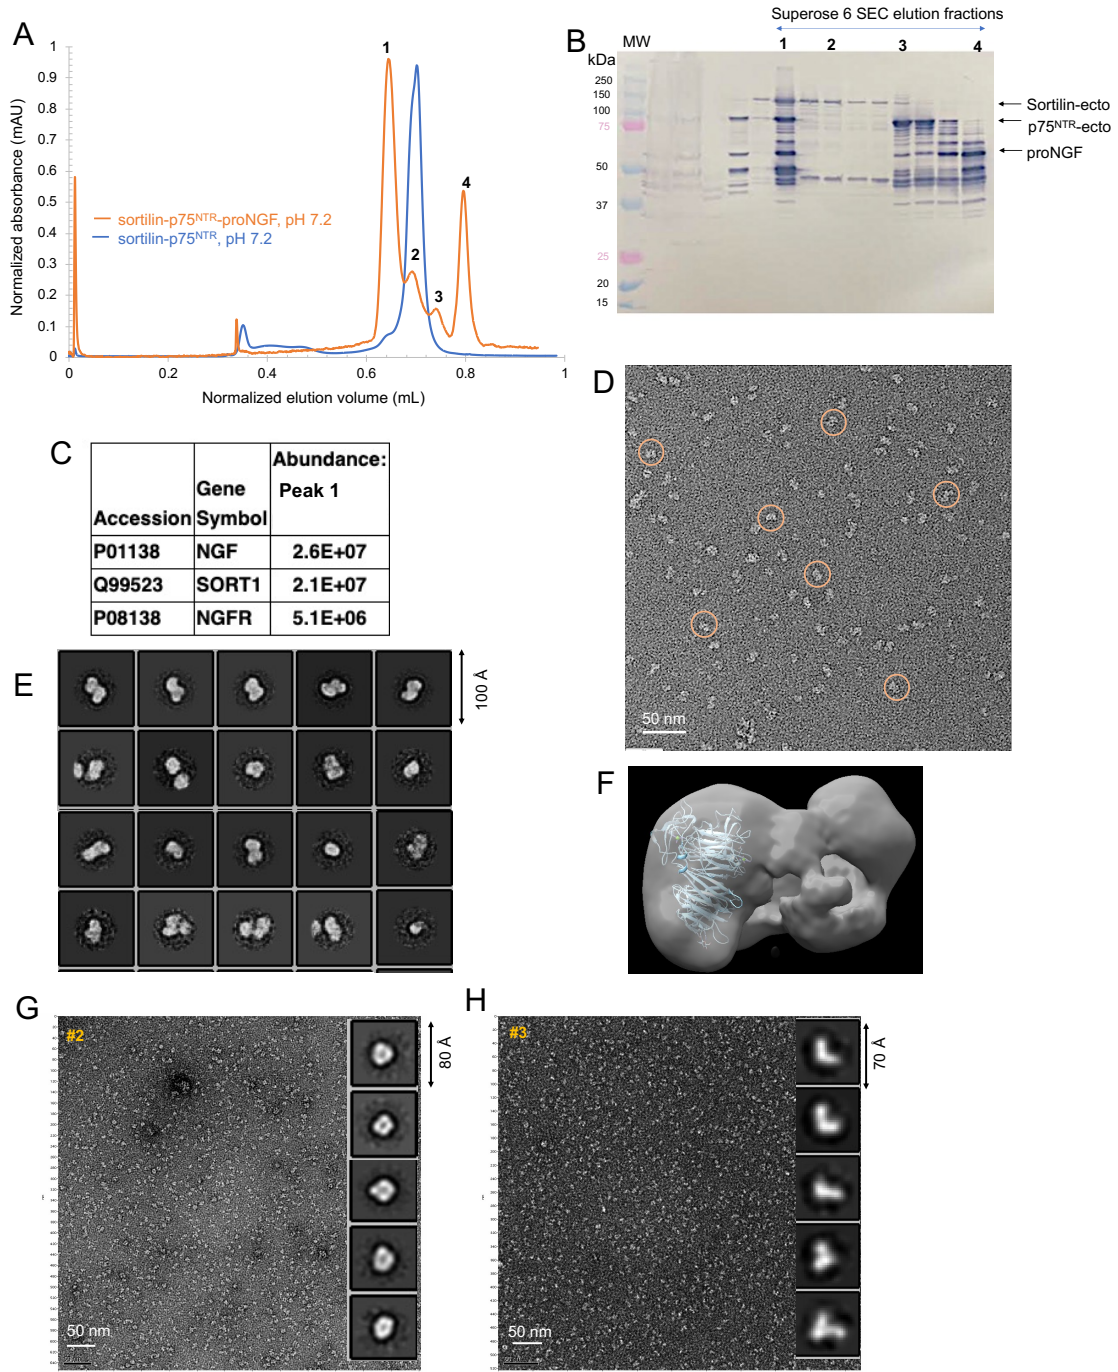 A
1
2
3
4
Normalized absorbance (mAU)
1
0.9
0.8
0.7
0.6
0.5
0.4
0.3
0.2
0.1
0
sortilin-p75NTR-proNGF, pH 7.2
sortilin-p75NTR, pH 7.2
0
0.2
0.4
0.6
0.8
1
Normalized elution volume (mL)
Superose 6 SEC elution fractions
B
MW
1
2
3
4
kDa
250
150
100
75
50
37
25
20
15
Sortilin-ecto
p75NTR-ecto
proNGF
C
Accession
Gene Symbol
Abundance: Peak 1
P01138 NGF 2.6E+07
Q99523 SORT1 2.1E+07
P08138 NGFR 5.1E+06
D
50 nm
E
100 Å
F
G
#2
80 Å
50 nm
H
#3
70 Å
50 nm